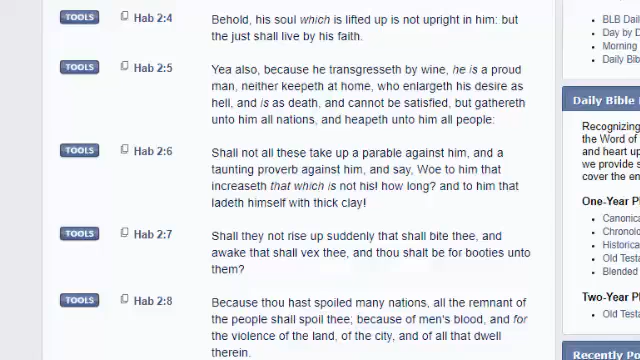 TOOLS Hab 2:4 Behold, his soul which is lifted up is not upright in him: but
the just shall live by his faith.
TOOLS Hab 2:5 Yea also, because he transgresseth by wine, he is a proud
man, neither keepeth at home, who enlargeth his desire as
hell, and is as death, and cannot be satisfied, but gathereth
unto him all nations, and heapeth unto him all people:
TOOLS Hab 2:6 Shall not all these take up a parable against him, and a
taunting proverb against him, and say, Woe to him that
increaseth that which is not his! how long? and to him that
ladeth himself with thick clay!
TOOLS Hab 2:7 Shall they not rise up suddenly that shall bite thee, and
awake that shall vex thee, and thou shalt be for booties unto
them?
TOOLS Hab 2:8 Because thou hast spoiled many nations, all the remnant of
the people shall spoil thee; because of men's blood, and for
the violence of the land, of the city, and of all that dwell
therein.
BLB Dail
Day by D
Morning
Daily Bib
Daily Bible
Recognizing
the Word of
and heart up
we provide s
cover the en
One-Year Pl
Canonica
Chronolo
Historica
Old Testa
Blended
Two-Year Pl
Old Testa
Recently Po